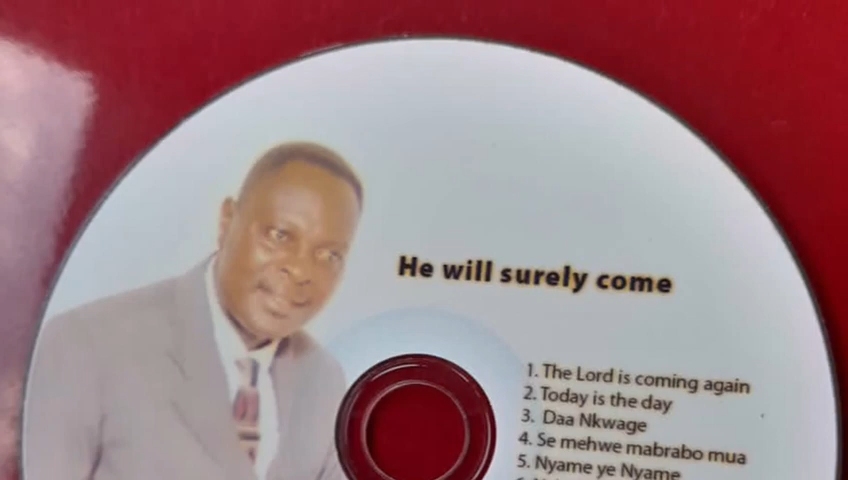 He will surely come
1. The Lord is coming again
2. Today is the day
3. Daa Nkwage
4. Se mehwe mabrabo mua
5. Nyame ye Nyame